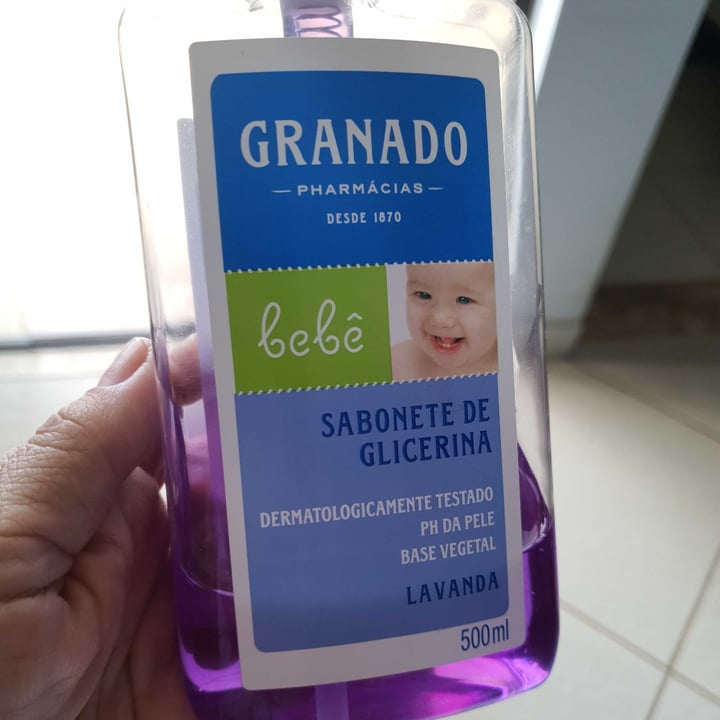 GRANADO
PHARMÁCIAS
DESDE 1870
bebê
SABONETE DE
GLICERINA
DERMATOLOGICAMENTE TESTADO
PH DA PELE
BASE VEGETAL
LAVANDA
500ml